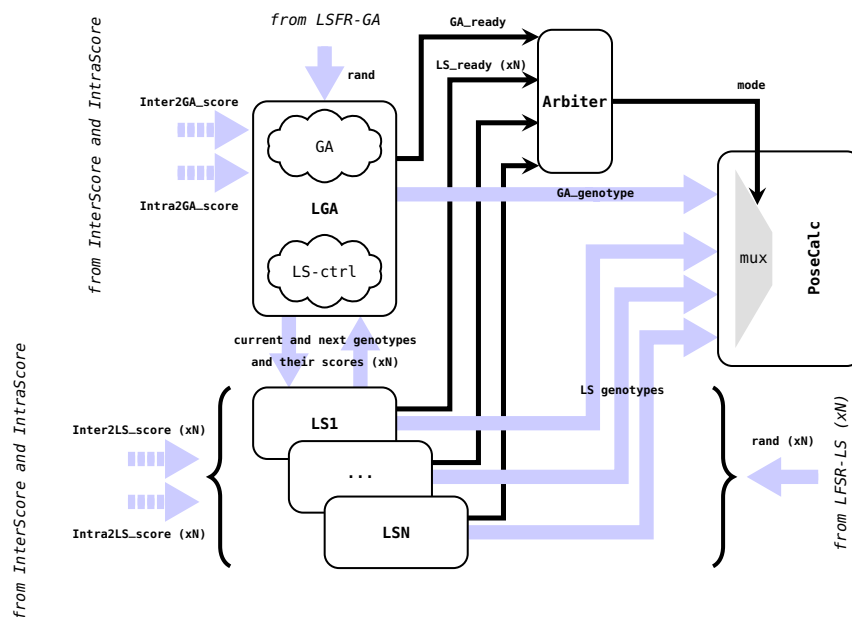 from LSFR-GA
GA_ready
rand
LS_ready (xN)
Arbiter
mode
from InterScore and IntraScore
Inter2GA_score
Intra2GA_score
GA
LGA
LS-ctrl
GA_genotype
mux
PoseCalc
current and next genotypes
and their scores (xN)
LS genotypes
from InterScore and IntraScore
Inter2LS_score (xN)
Intra2LS_score (xN)
LS1
...
LSN
rand (xN)
from LFSR-LS (xN)